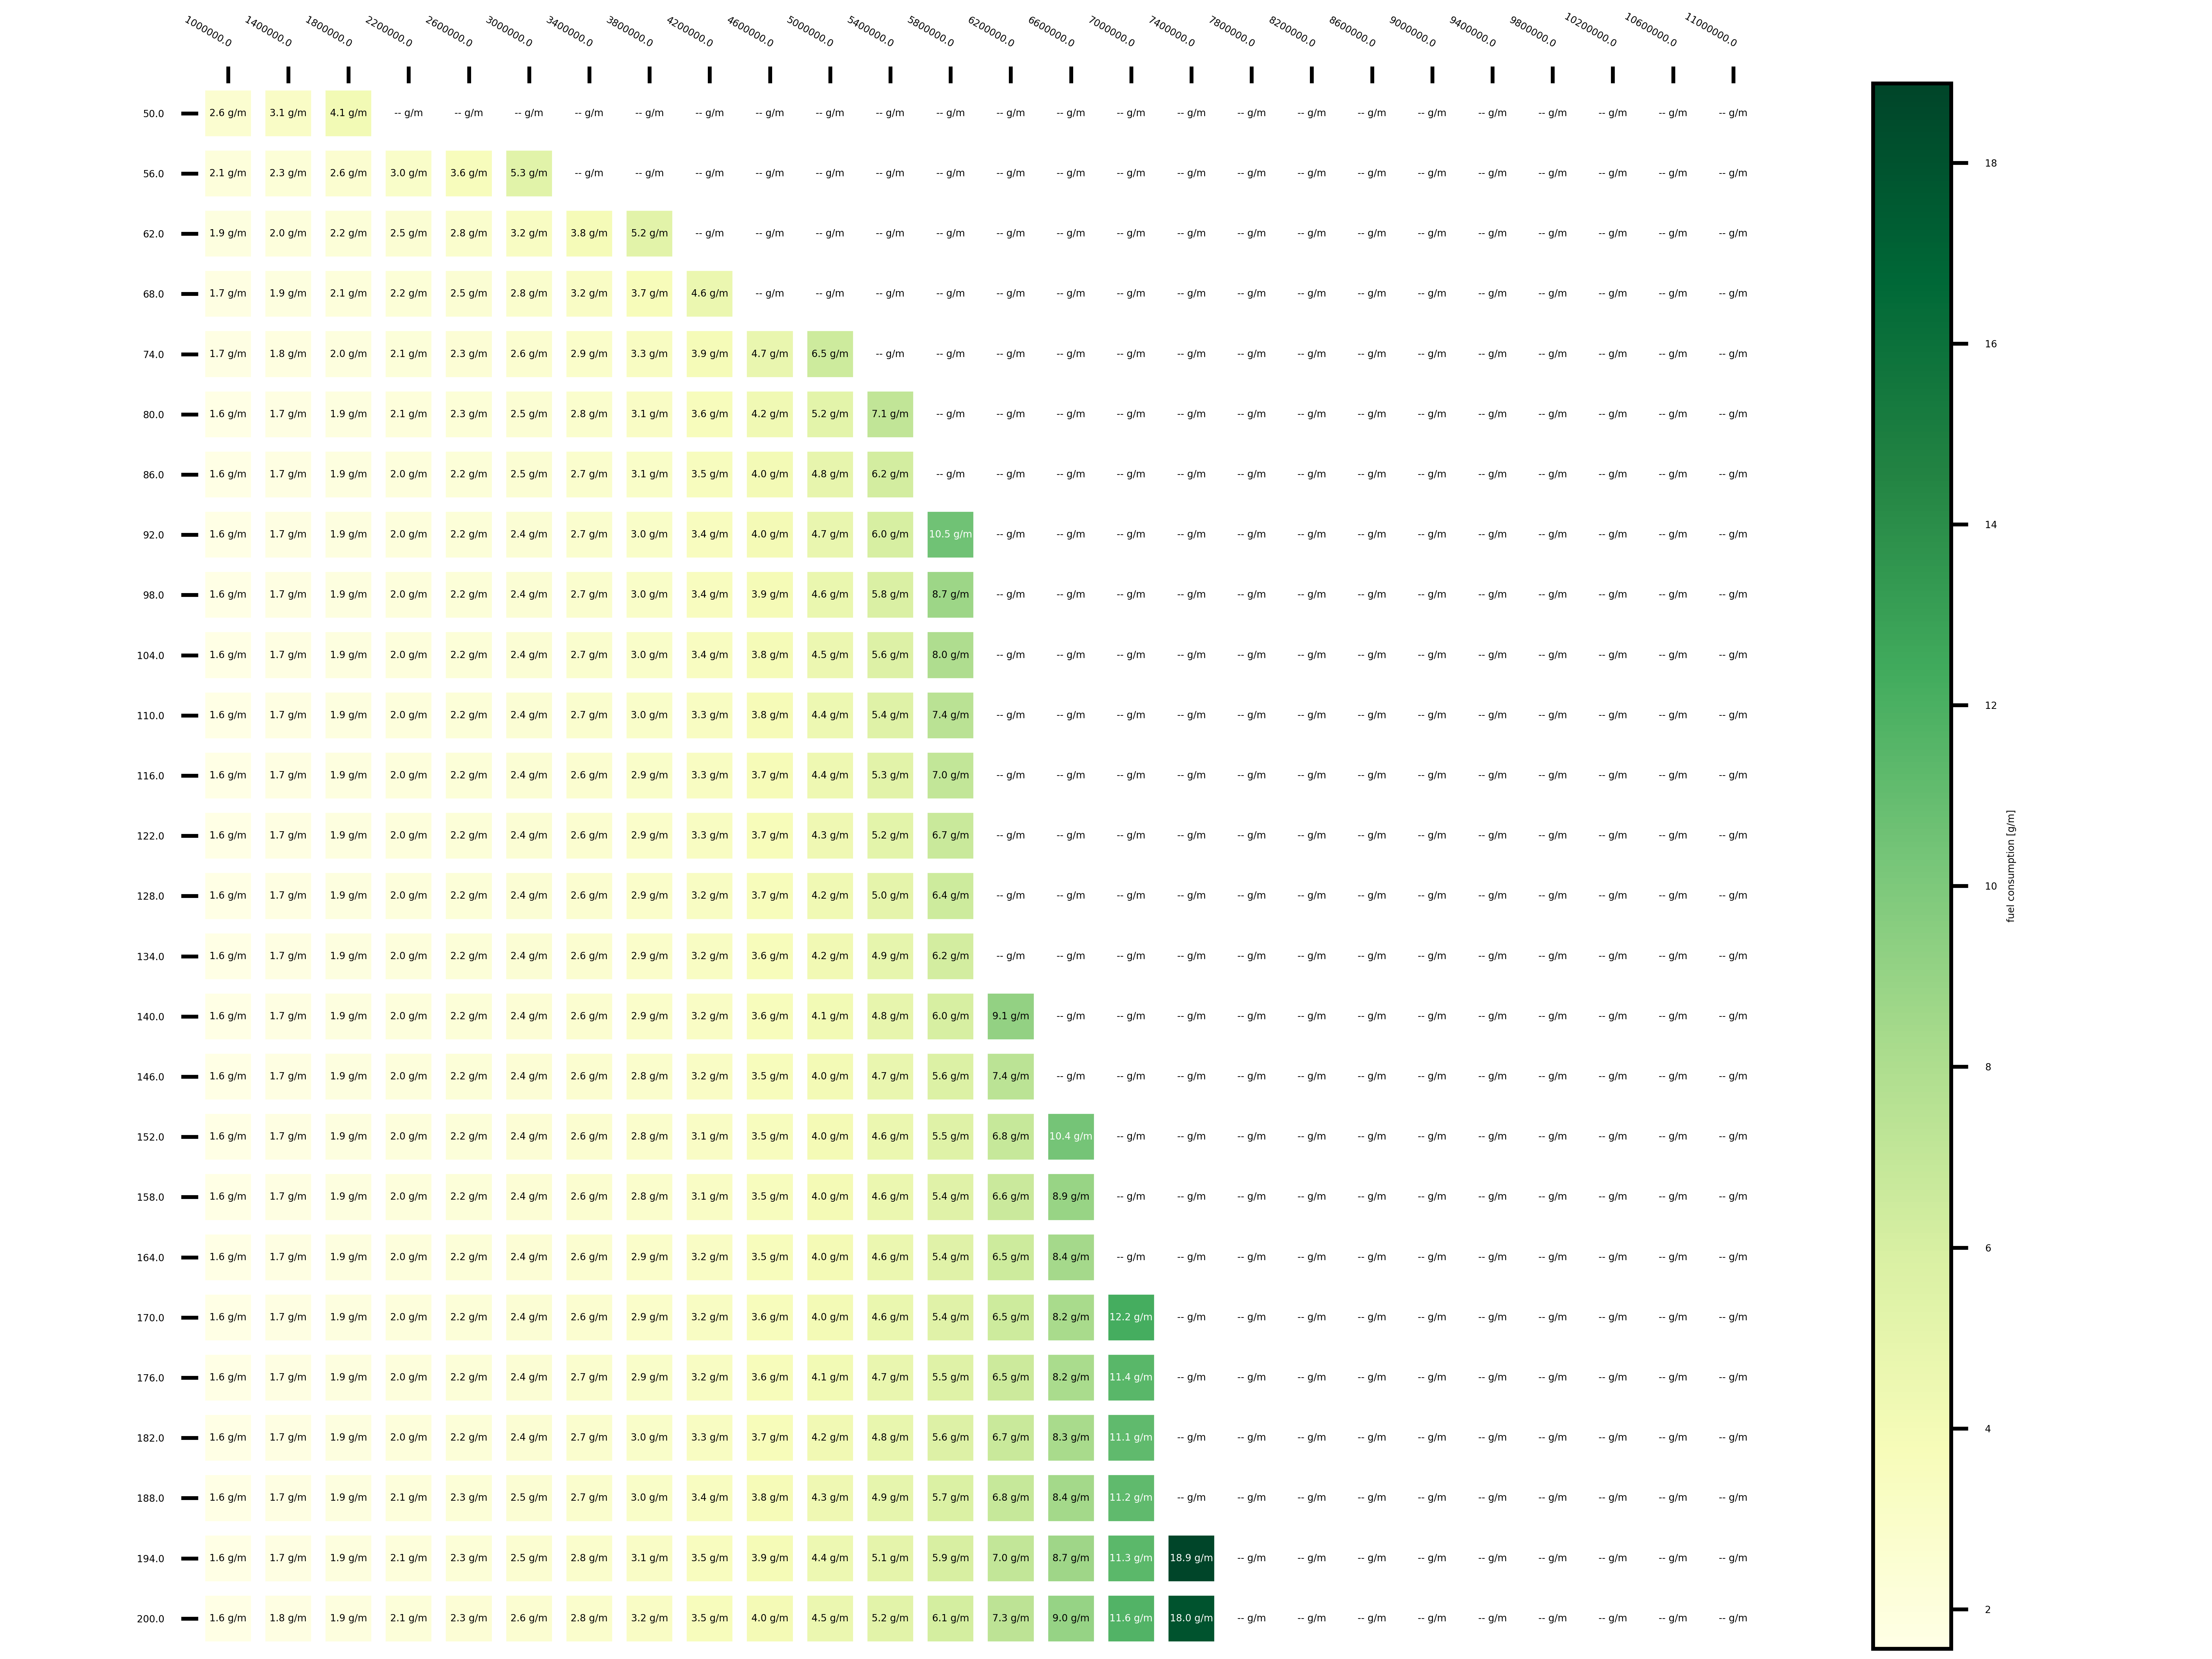 1000000.0 1400000.0 1800000.0 2200000.0 2600000.0 3000000.0 3400000.0 3800000.0 4200000.0 4600000.0 5000000.0 5400000.0 5800000.0 6200000.0 6600000.0 7000000.0 7400000.0 7800000.0 8200000.0 8600000.0 9000000.0 9400000.0 9800000.0 10200000.0 10600000.0 11000000.0
50.0 2.6 g/m 3.1 g/m 4.1 g/m -- g/m -- g/m -- g/m -- g/m -- g/m -- g/m -- g/m -- g/m -- g/m -- g/m -- g/m -- g/m -- g/m -- g/m -- g/m -- g/m -- g/m -- g/m -- g/m -- g/m -- g/m -- g/m -- g/m
56.0 2.1 g/m 2.3 g/m 2.6 g/m 3.0 g/m 3.6 g/m 5.3 g/m -- g/m -- g/m -- g/m -- g/m -- g/m -- g/m -- g/m -- g/m -- g/m -- g/m -- g/m -- g/m -- g/m -- g/m -- g/m -- g/m -- g/m -- g/m -- g/m -- g/m
18
62.0 1.9 g/m 2.0 g/m 2.2 g/m 2.5 g/m 2.8 g/m 3.2 g/m 3.8 g/m 5.2 g/m -- g/m -- g/m -- g/m -- g/m -- g/m -- g/m -- g/m -- g/m -- g/m -- g/m -- g/m -- g/m -- g/m -- g/m -- g/m -- g/m -- g/m -- g/m
68.0 1.7 g/m 1.9 g/m 2.1 g/m 2.2 g/m 2.5 g/m 2.8 g/m 3.2 g/m 3.7 g/m 4.6 g/m -- g/m -- g/m -- g/m -- g/m -- g/m -- g/m -- g/m -- g/m -- g/m -- g/m -- g/m -- g/m -- g/m -- g/m -- g/m -- g/m -- g/m
16
74.0 1.7 g/m 1.8 g/m 2.0 g/m 2.1 g/m 2.3 g/m 2.6 g/m 2.9 g/m 3.3 g/m 3.9 g/m 4.7 g/m 6.5 g/m -- g/m -- g/m -- g/m -- g/m -- g/m -- g/m -- g/m -- g/m -- g/m -- g/m -- g/m -- g/m -- g/m -- g/m -- g/m
80.0 1.6 g/m 1.7 g/m 1.9 g/m 2.1 g/m 2.3 g/m 2.5 g/m 2.8 g/m 3.1 g/m 3.6 g/m 4.2 g/m 5.2 g/m 7.1 g/m -- g/m -- g/m -- g/m -- g/m -- g/m -- g/m -- g/m -- g/m -- g/m -- g/m -- g/m -- g/m -- g/m -- g/m
86.0 1.6 g/m 1.7 g/m 1.9 g/m 2.0 g/m 2.2 g/m 2.5 g/m 2.7 g/m 3.1 g/m 3.5 g/m 4.0 g/m 4.8 g/m 6.2 g/m -- g/m -- g/m -- g/m -- g/m -- g/m -- g/m -- g/m -- g/m -- g/m -- g/m -- g/m -- g/m -- g/m -- g/m
14
92.0 1.6 g/m 1.7 g/m 1.9 g/m 2.0 g/m 2.2 g/m 2.4 g/m 2.7 g/m 3.0 g/m 3.4 g/m 4.0 g/m 4.7 g/m 6.0 g/m 10.5 g/m -- g/m -- g/m -- g/m -- g/m -- g/m -- g/m -- g/m -- g/m -- g/m -- g/m -- g/m -- g/m -- g/m
98.0 1.6 g/m 1.7 g/m 1.9 g/m 2.0 g/m 2.2 g/m 2.4 g/m 2.7 g/m 3.0 g/m 3.4 g/m 3.9 g/m 4.6 g/m 5.8 g/m 8.7 g/m -- g/m -- g/m -- g/m -- g/m -- g/m -- g/m -- g/m -- g/m -- g/m -- g/m -- g/m -- g/m -- g/m
104.0 1.6 g/m 1.7 g/m 1.9 g/m 2.0 g/m 2.2 g/m 2.4 g/m 2.7 g/m 3.0 g/m 3.4 g/m 3.8 g/m 4.5 g/m 5.6 g/m 8.0 g/m -- g/m -- g/m -- g/m -- g/m -- g/m -- g/m -- g/m -- g/m -- g/m -- g/m -- g/m -- g/m -- g/m
12
110.0 1.6 g/m 1.7 g/m 1.9 g/m 2.0 g/m 2.2 g/m 2.4 g/m 2.7 g/m 3.0 g/m 3.3 g/m 3.8 g/m 4.4 g/m 5.4 g/m 7.4 g/m -- g/m -- g/m -- g/m -- g/m -- g/m -- g/m -- g/m -- g/m -- g/m -- g/m -- g/m -- g/m -- g/m
116.0 1.6 g/m 1.7 g/m 1.9 g/m 2.0 g/m 2.2 g/m 2.4 g/m 2.6 g/m 2.9 g/m 3.3 g/m 3.7 g/m 4.4 g/m 5.3 g/m 7.0 g/m -- g/m -- g/m -- g/m -- g/m -- g/m -- g/m -- g/m -- g/m -- g/m -- g/m -- g/m -- g/m -- g/m
122.0 1.6 g/m 1.7 g/m 1.9 g/m 2.0 g/m 2.2 g/m 2.4 g/m 2.6 g/m 2.9 g/m 3.3 g/m 3.7 g/m 4.3 g/m 5.2 g/m 6.7 g/m -- g/m -- g/m -- g/m -- g/m -- g/m -- g/m -- g/m -- g/m -- g/m -- g/m -- g/m -- g/m -- g/m
fuel consumption [g/m]
10
128.0 1.6 g/m 1.7 g/m 1.9 g/m 2.0 g/m 2.2 g/m 2.4 g/m 2.6 g/m 2.9 g/m 3.2 g/m 3.7 g/m 4.2 g/m 5.0 g/m 6.4 g/m -- g/m -- g/m -- g/m -- g/m -- g/m -- g/m -- g/m -- g/m -- g/m -- g/m -- g/m -- g/m -- g/m
134.0 1.6 g/m 1.7 g/m 1.9 g/m 2.0 g/m 2.2 g/m 2.4 g/m 2.6 g/m 2.9 g/m 3.2 g/m 3.6 g/m 4.2 g/m 4.9 g/m 6.2 g/m -- g/m -- g/m -- g/m -- g/m -- g/m -- g/m -- g/m -- g/m -- g/m -- g/m -- g/m -- g/m -- g/m
140.0 1.6 g/m 1.7 g/m 1.9 g/m 2.0 g/m 2.2 g/m 2.4 g/m 2.6 g/m 2.9 g/m 3.2 g/m 3.6 g/m 4.1 g/m 4.8 g/m 6.0 g/m 9.1 g/m -- g/m -- g/m -- g/m -- g/m -- g/m -- g/m -- g/m -- g/m -- g/m -- g/m -- g/m -- g/m
8
146.0 1.6 g/m 1.7 g/m 1.9 g/m 2.0 g/m 2.2 g/m 2.4 g/m 2.6 g/m 2.8 g/m 3.2 g/m 3.5 g/m 4.0 g/m 4.7 g/m 5.6 g/m 7.4 g/m -- g/m -- g/m -- g/m -- g/m -- g/m -- g/m -- g/m -- g/m -- g/m -- g/m -- g/m -- g/m
152.0 1.6 g/m 1.7 g/m 1.9 g/m 2.0 g/m 2.2 g/m 2.4 g/m 2.6 g/m 2.8 g/m 3.1 g/m 3.5 g/m 4.0 g/m 4.6 g/m 5.5 g/m 6.8 g/m 10.4 g/m -- g/m -- g/m -- g/m -- g/m -- g/m -- g/m -- g/m -- g/m -- g/m -- g/m -- g/m
158.0 1.6 g/m 1.7 g/m 1.9 g/m 2.0 g/m 2.2 g/m 2.4 g/m 2.6 g/m 2.8 g/m 3.1 g/m 3.5 g/m 4.0 g/m 4.6 g/m 5.4 g/m 6.6 g/m 8.9 g/m -- g/m -- g/m -- g/m -- g/m -- g/m -- g/m -- g/m -- g/m -- g/m -- g/m -- g/m
6
164.0 1.6 g/m 1.7 g/m 1.9 g/m 2.0 g/m 2.2 g/m 2.4 g/m 2.6 g/m 2.9 g/m 3.2 g/m 3.5 g/m 4.0 g/m 4.6 g/m 5.4 g/m 6.5 g/m 8.4 g/m -- g/m -- g/m -- g/m -- g/m -- g/m -- g/m -- g/m -- g/m -- g/m -- g/m -- g/m
170.0 1.6 g/m 1.7 g/m 1.9 g/m 2.0 g/m 2.2 g/m 2.4 g/m 2.6 g/m 2.9 g/m 3.2 g/m 3.6 g/m 4.0 g/m 4.6 g/m 5.4 g/m 6.5 g/m 8.2 g/m 12.2 g/m -- g/m -- g/m -- g/m -- g/m -- g/m -- g/m -- g/m -- g/m -- g/m -- g/m
176.0 1.6 g/m 1.7 g/m 1.9 g/m 2.0 g/m 2.2 g/m 2.4 g/m 2.7 g/m 2.9 g/m 3.2 g/m 3.6 g/m 4.1 g/m 4.7 g/m 5.5 g/m 6.5 g/m 8.2 g/m 11.4 g/m -- g/m -- g/m -- g/m -- g/m -- g/m -- g/m -- g/m -- g/m -- g/m -- g/m
4
182.0 1.6 g/m 1.7 g/m 1.9 g/m 2.0 g/m 2.2 g/m 2.4 g/m 2.7 g/m 3.0 g/m 3.3 g/m 3.7 g/m 4.2 g/m 4.8 g/m 5.6 g/m 6.7 g/m 8.3 g/m 11.1 g/m -- g/m -- g/m -- g/m -- g/m -- g/m -- g/m -- g/m -- g/m -- g/m -- g/m
188.0 1.6 g/m 1.7 g/m 1.9 g/m 2.1 g/m 2.3 g/m 2.5 g/m 2.7 g/m 3.0 g/m 3.4 g/m 3.8 g/m 4.3 g/m 4.9 g/m 5.7 g/m 6.8 g/m 8.4 g/m 11.2 g/m -- g/m -- g/m -- g/m -- g/m -- g/m -- g/m -- g/m -- g/m -- g/m -- g/m
194.0 1.6 g/m 1.7 g/m 1.9 g/m 2.1 g/m 2.3 g/m 2.5 g/m 2.8 g/m 3.1 g/m 3.5 g/m 3.9 g/m 4.4 g/m 5.1 g/m 5.9 g/m 7.0 g/m 8.7 g/m 11.3 g/m 18.9 g/m -- g/m -- g/m -- g/m -- g/m -- g/m -- g/m -- g/m -- g/m -- g/m
2
200.0 1.6 g/m 1.8 g/m 1.9 g/m 2.1 g/m 2.3 g/m 2.6 g/m 2.8 g/m 3.2 g/m 3.5 g/m 4.0 g/m 4.5 g/m 5.2 g/m 6.1 g/m 7.3 g/m 9.0 g/m 11.6 g/m 18.0 g/m -- g/m -- g/m -- g/m -- g/m -- g/m -- g/m -- g/m -- g/m -- g/m